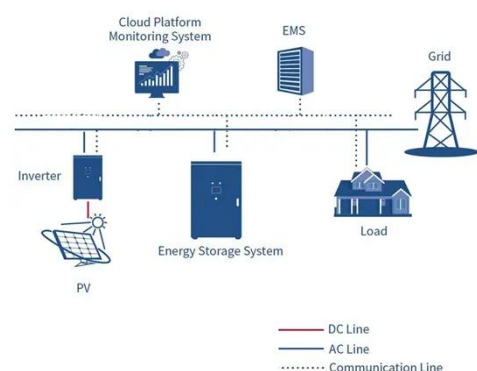 Cloud Platform
Monitoring System
EMS
Grid
Inverter
Energy Storage System
Load
PV
DC Line
AC Line
Communication Line